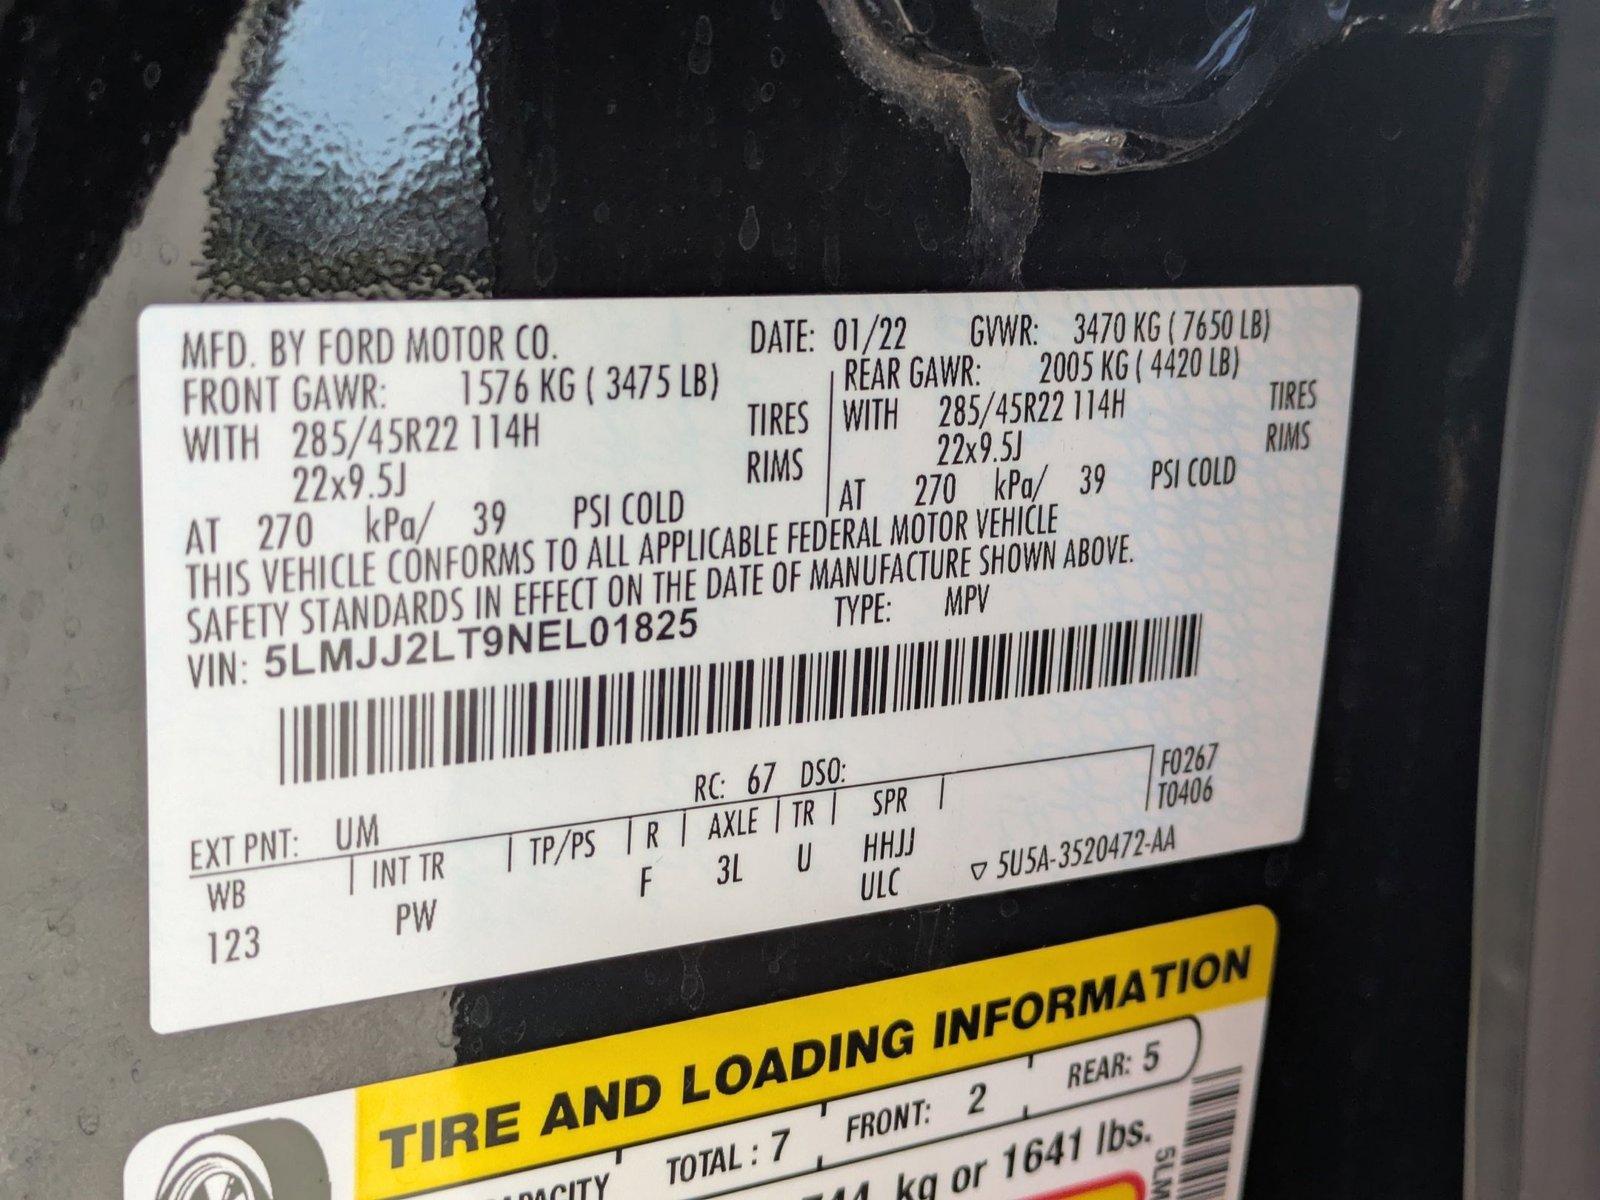 MFD. BY FORD MOTOR CO. DATE: 01/22 GVWR: 3470 KG ( 7650 LB)
FRONT GAWR: 1576 KG ( 3475 LB) REAR GAWR: 2005 KG ( 4420 LB)
WITH 285/45R22 114H TIRES WITH 285/45R22 114H TIRES
22x9.5J RIMS 22x9.5J RIMS
AT 270 kPa/ 39 PSI COLD AT 270 kPa/ 39 PSI COLD
THIS VEHICLE CONFORMS TO ALL APPLICABLE FEDERAL MOTOR VEHICLE
SAFETY STANDARDS IN EFFECT ON THE DATE OF MANUFACTURE SHOWN ABOVE.
VIN: 5LMJJ2LT9NEL01825 TYPE: MPV
RC: 67 DSO: F0267
EXT PNT: UM T0406
WB INT TR TP/PS R AXLE TR SPR
123 PW F 3L U HHJJ
ULC
▽ 5U5A-3520472-AA
TIRE AND LOADING INFORMATION
TOTAL : 7 FRONT: 2 REAR: 5
kg or 1641 lbs.
5LM